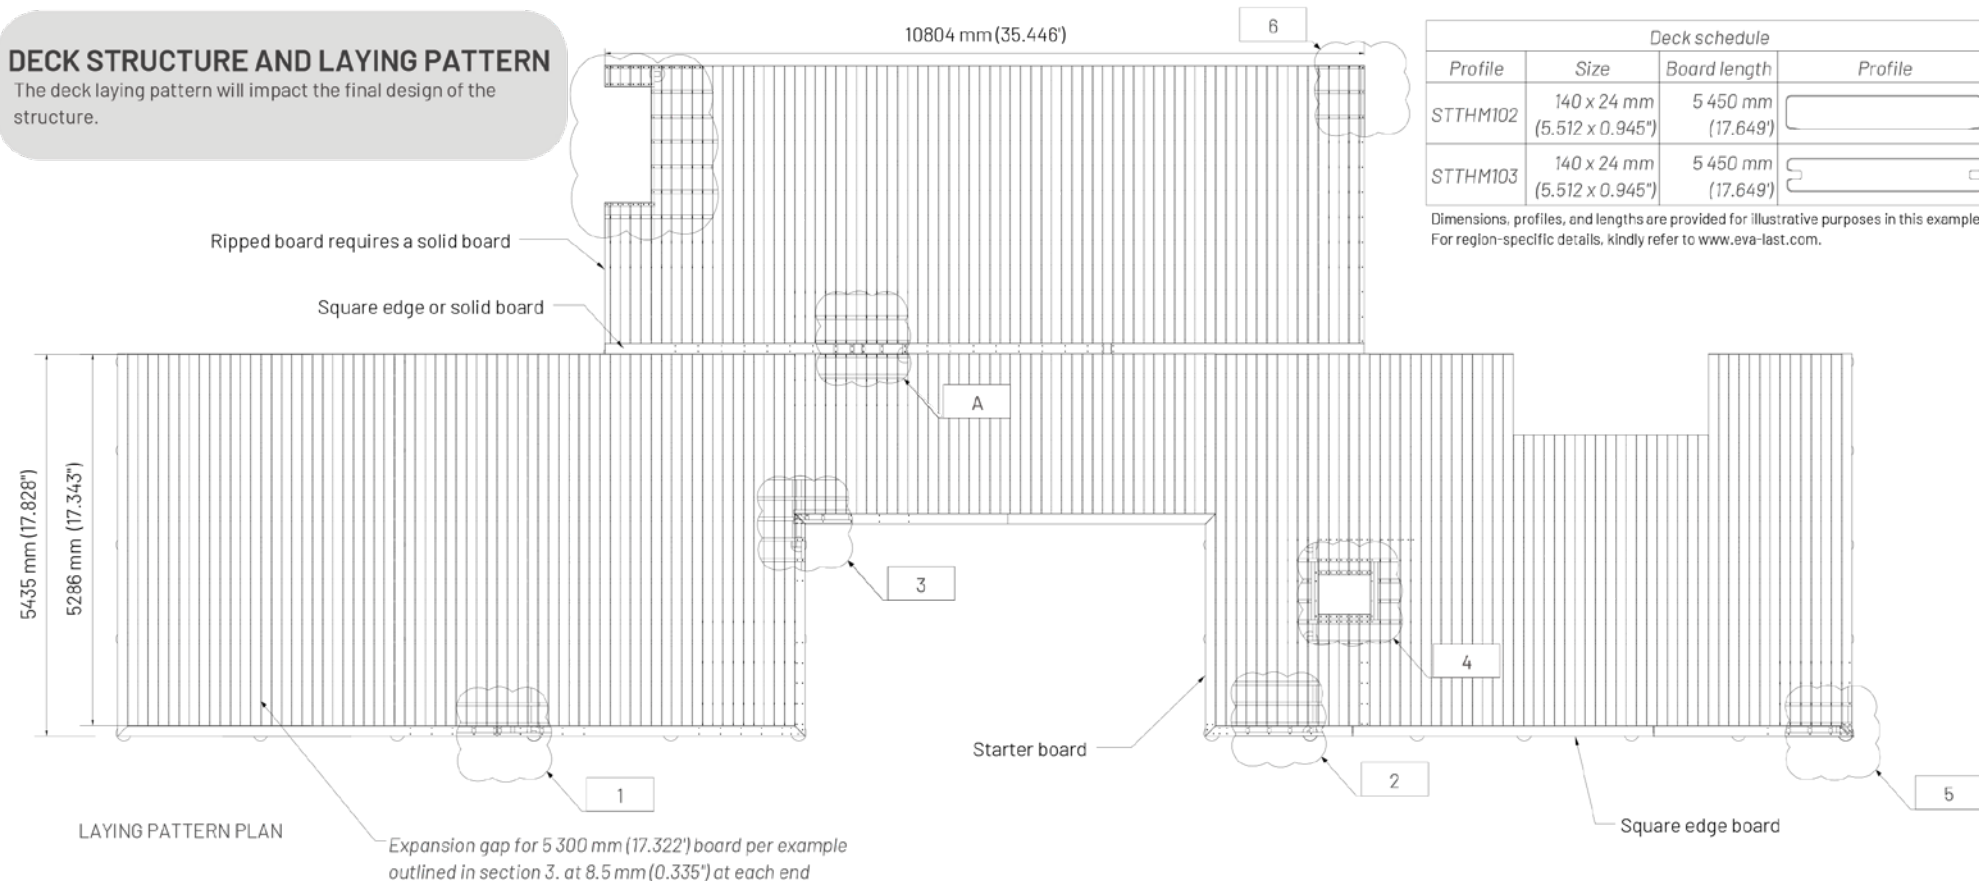 DECK STRUCTURE AND LAYING PATTERN
The deck laying pattern will impact the final design of the
structure.
10804 mm (35.446')
6
Deck schedule
Profile Size Board length Profile
STTHM102 140 x 24 mm (5.512 x 0.945") 5 450 mm (17.649')
STTHM103 140 x 24 mm (5.512 x 0.945") 5 450 mm (17.649')
Dimensions, profiles, and lengths are provided for illustrative purposes in this example
For region-specific details, kindly refer to www.eva-last.com.
Ripped board requires a solid board
Square edge or solid board
A
5435 mm (17.828")
5286 mm (17.343")
3
4
Starter board
1
2
5
Square edge board
LAYING PATTERN PLAN
Expansion gap for 5 300 mm (17.322') board per example
outlined in section 3. at 8.5 mm (0.335") at each end